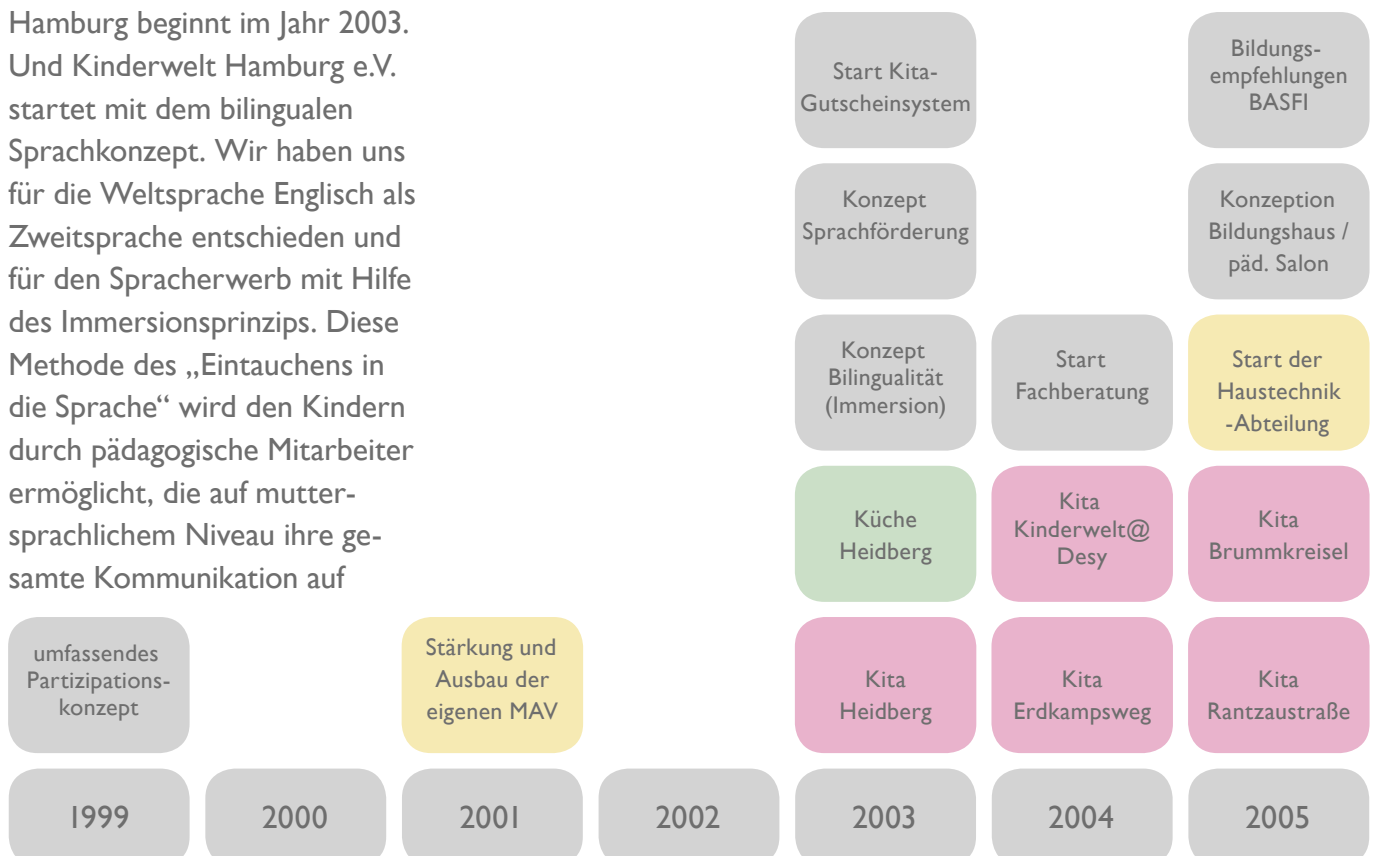 Hamburg beginnt im Jahr 2003.
Und Kinderwelt Hamburg e.V.
startet mit dem bilingualen
Sprachkonzept. Wir haben uns
für die Weltsprache Englisch als
Zweitsprache entschieden und
für den Spracherwerb mit Hilfe
des Immersionsprinzips. Diese
Methode des „Eintauchens in
die Sprache“ wird den Kindern
durch pädagogische Mitarbeiter
ermöglicht, die auf mutter-
sprachlichem Niveau ihre ge-
samte Kommunikation auf
Start Kita-
Gutscheinsystem
Bildungs-
empfehlungen
BASFI
Konzept
Sprachförderung
Konzeption
Bildungshaus /
päd. Salon
Konzept
Bilingualität
(Immersion)
Start
Fachberatung
Start der
Haustechnik
-Abteilung
Küche
Heidberg
Kita
Kinderwelt@
Desy
Kita
Brummkreisel
umfassendes
Partizipations-
konzept
Stärkung und
Ausbau der
eigenen MAV
Kita
Heidberg
Kita
Erdkampsweg
Kita
Rantzaustraße
1999
2000
2001
2002
2003
2004
2005